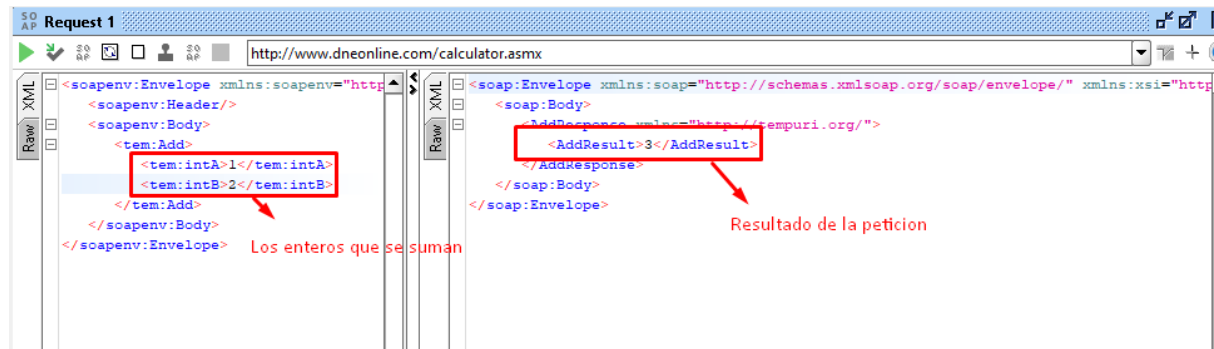 SOAP Request 1
http://www.dneonline.com/calculator.asmx
XML
Raw
<soapenv:Envelope xmlns:soapenv="http
<soapenv:Header/>
<soapenv:Body>
<tem:Add>
<tem:intA>1</tem:intA>
<tem:intB>2</tem:intB>
</tem:Add>
</soapenv:Body>
</soapenv:Envelope>
Los enteros que se suman
XML
Raw
<soap:Envelope xmlns:soap="http://schemas.xmlsoap.org/soap/envelope/" xmlns:xsi="http
<soap:Body>
<AddResponse xmlns="http://tempuri.org/">
<AddResult>3</AddResult>
</AddResponse>
</soap:Body>
</soap:Envelope>
Resultado de la peticion